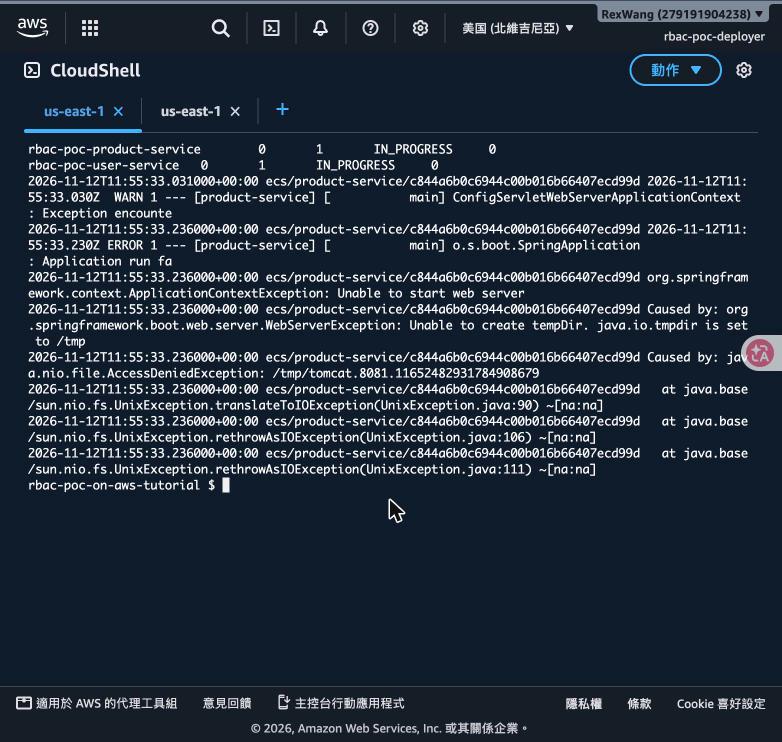 aws
RexWang (279191904238) ▼
美国 (北維吉尼亞) ▼
rbac-poc-deployer
CloudShell
動作 ▼
us-east-1 ×
us-east-1 ×
+
rbac-poc-product-service        0       1       IN_PROGRESS     0
rbac-poc-user-service   0       1       IN_PROGRESS     0
2026-11-12T11:55:33.031000+00:00 ecs/product-service/c844a6b0c6944c00b016b66407ecd99d 2026-11-12T11:
55:33.030Z  WARN 1 --- [product-service] [           main] ConfigServletWebServerApplicationContext
: Exception encounte
2026-11-12T11:55:33.236000+00:00 ecs/product-service/c844a6b0c6944c00b016b66407ecd99d 2026-11-12T11:
55:33.230Z ERROR 1 --- [product-service] [           main] o.s.boot.SpringApplication
: Application run fa
2026-11-12T11:55:33.236000+00:00 ecs/product-service/c844a6b0c6944c00b016b66407ecd99d org.springfram
ework.context.ApplicationContextException: Unable to start web server
2026-11-12T11:55:33.236000+00:00 ecs/product-service/c844a6b0c6944c00b016b66407ecd99d Caused by: org
.springframework.boot.web.server.WebServerException: Unable to create tempDir. java.io.tmpdir is set
 to /tmp
2026-11-12T11:55:33.236000+00:00 ecs/product-service/c844a6b0c6944c00b016b66407ecd99d Caused by: jav
a.nio.file.AccessDeniedException: /tmp/tomcat.8081.11652482931784908679
2026-11-12T11:55:33.236000+00:00 ecs/product-service/c844a6b0c6944c00b016b66407ecd99d   at java.base
/sun.nio.fs.UnixException.translateToIOException(UnixException.java:90) ~[na:na]
2026-11-12T11:55:33.236000+00:00 ecs/product-service/c844a6b0c6944c00b016b66407ecd99d   at java.base
/sun.nio.fs.UnixException.rethrowAsIOException(UnixException.java:106) ~[na:na]
2026-11-12T11:55:33.236000+00:00 ecs/product-service/c844a6b0c6944c00b016b66407ecd99d   at java.base
/sun.nio.fs.UnixException.rethrowAsIOException(UnixException.java:111) ~[na:na]
rbac-poc-on-aws-tutorial $
適用於 AWS 的代理工具組
意見回饋
主控台行動應用程式
隱私權
條款
Cookie 喜好設定
© 2026, Amazon Web Services, Inc. 或其關係企業。